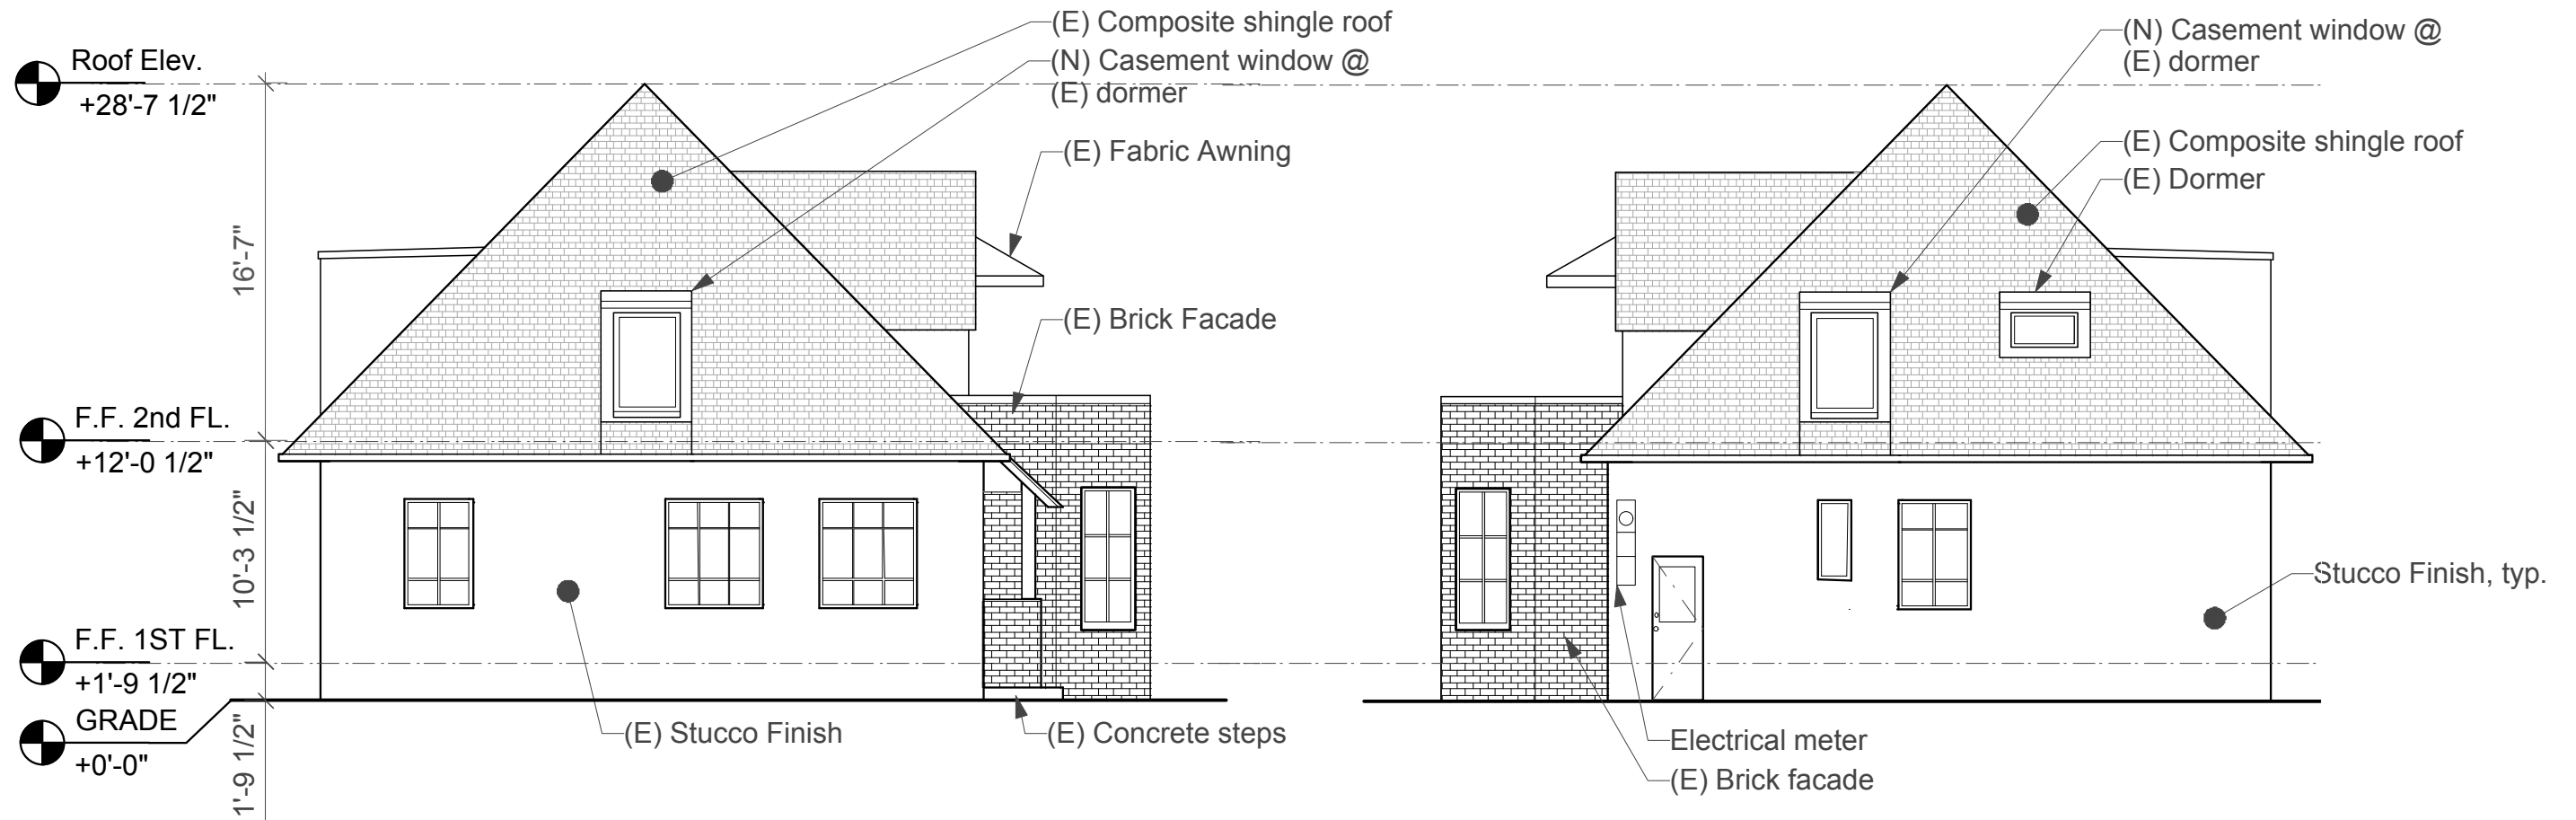 Roof Elev.
+28'-7 1/2"
16'-7"
F.F. 2nd FL.
+12'-0 1/2"
10'-3 1/2"
F.F. 1ST FL.
+1'-9 1/2"
GRADE
+0'-0"
1'-9 1/2"
(E) Composite shingle roof
(N) Casement window @
(E) dormer
(E) Fabric Awning
(E) Brick Facade
(E) Stucco Finish
(E) Concrete steps
(N) Casement window @
(E) dormer
(E) Composite shingle roof
(E) Dormer
Stucco Finish, typ.
Electrical meter
(E) Brick facade